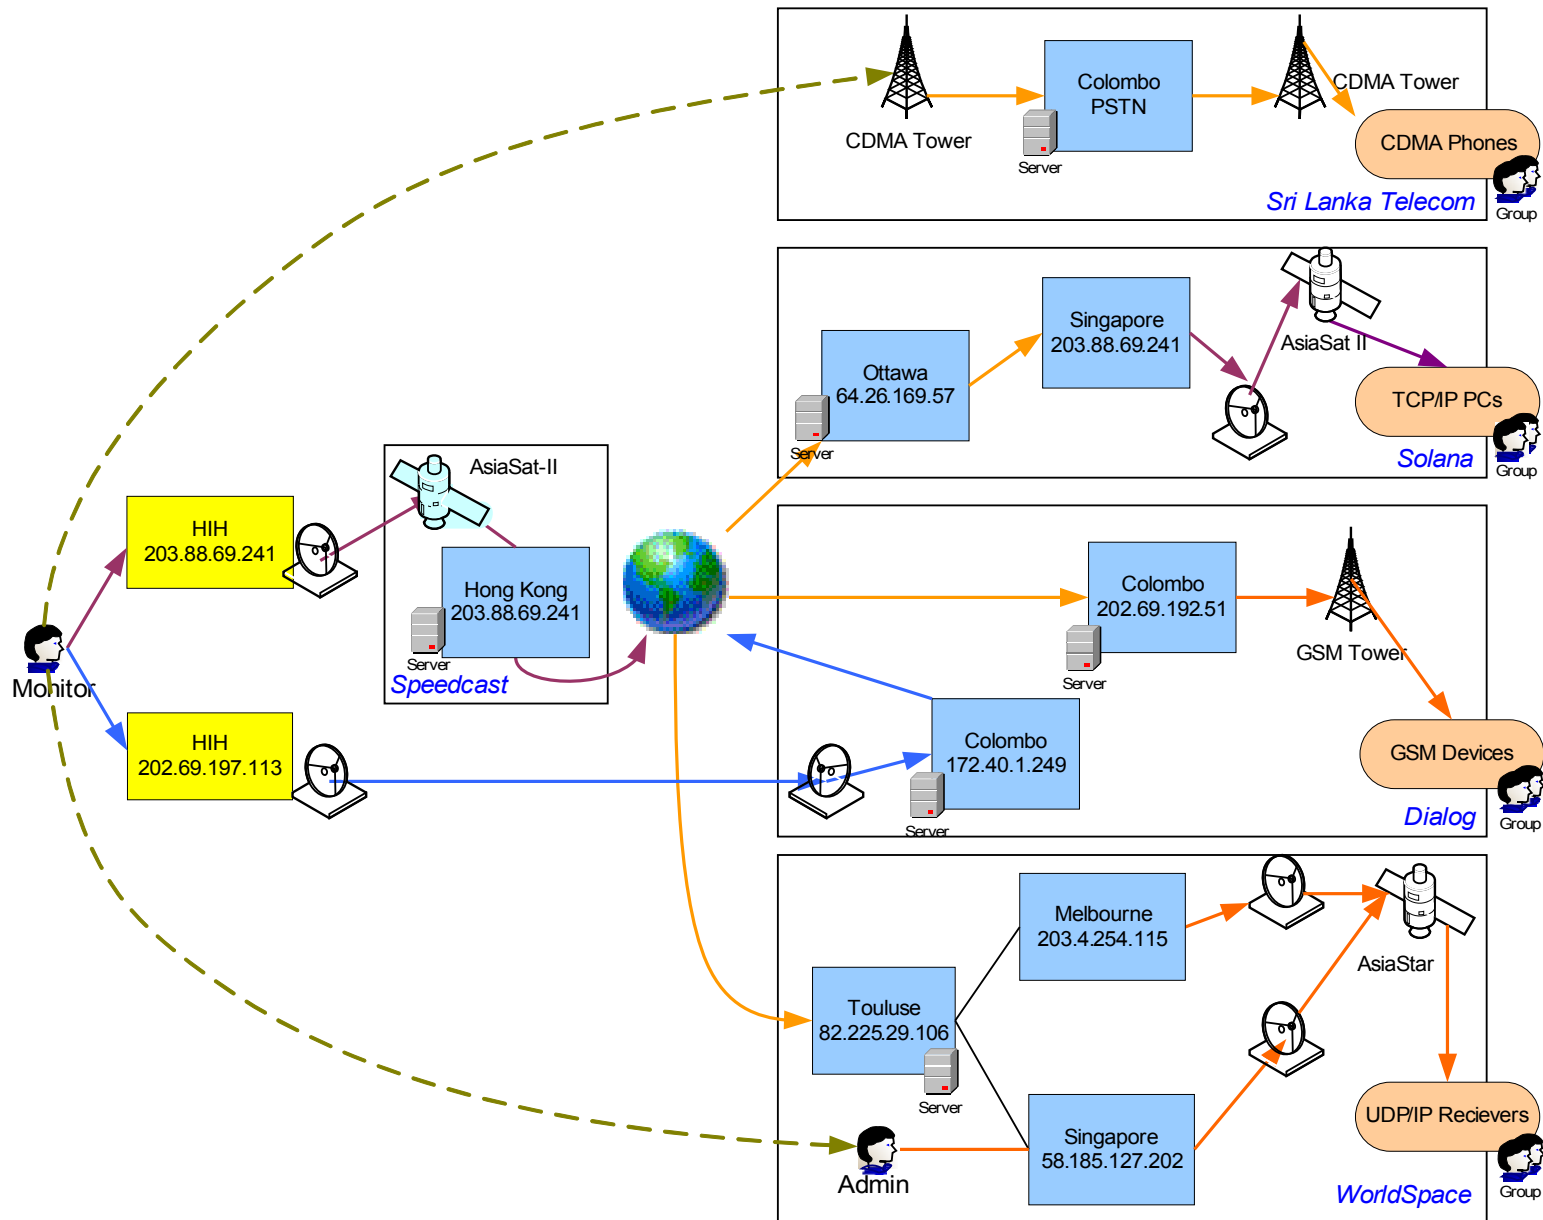 CDMA Tower
Colombo
PSTN
Server
CDMA Tower
CDMA Phones
Group
Sri Lanka Telecom
Ottawa
64.26.169.57
Server
Singapore
203.88.69.241
AsiaSat II
TCP/IP PCs
Group
Solana
HIH
203.88.69.241
AsiaSat-II
Hong Kong
203.88.69.241
Server
Speedcast
Monitor
HIH
202.69.197.113
Colombo
202.69.192.51
Server
GSM Tower
Colombo
172.40.1.249
Server
GSM Devices
Group
Dialog
Melbourne
203.4.254.115
AsiaStar
Touluse
82.225.29.106
Server
Admin
Singapore
58.185.127.202
UDP/IP Recievers
Group
WorldSpace